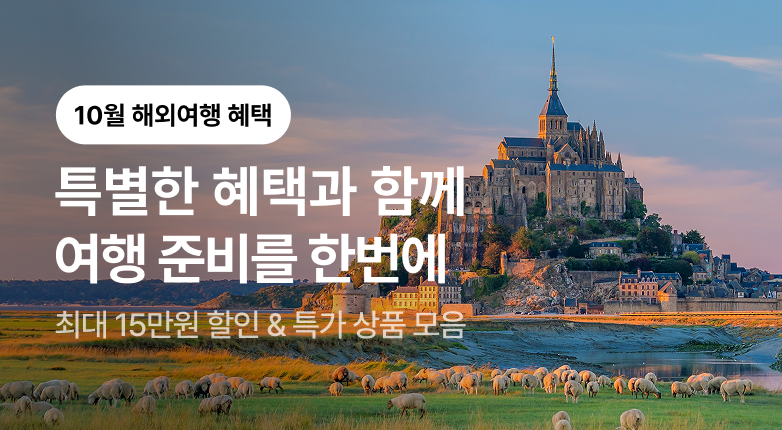 10월 해외여행 혜택
특별한 혜택과 함께
여행 준비를 한번에
최대 15만원 할인 & 특가 상품 모음